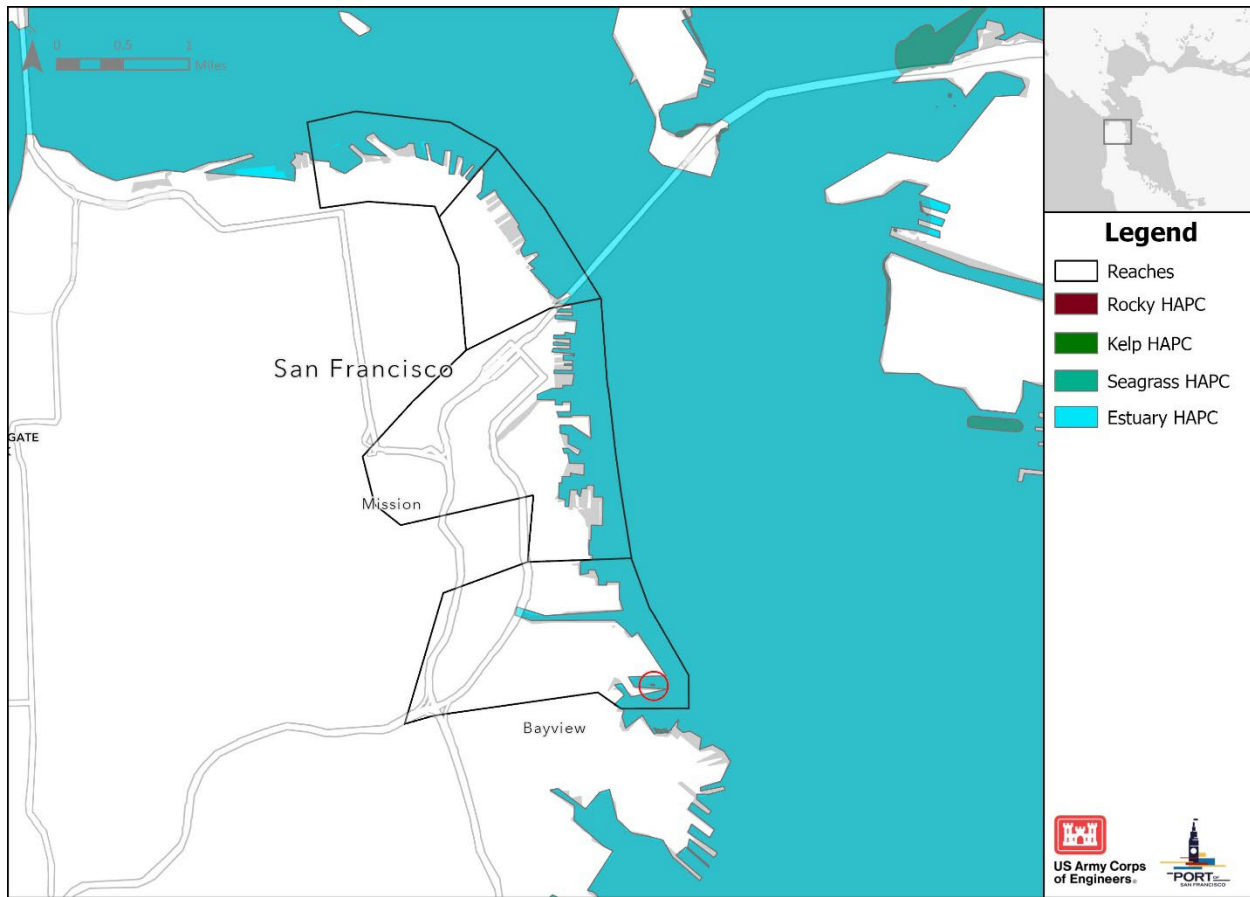 N
0 0.5 1
Miles
San Francisco
GATE
Mission
Bayview
Legend
Reaches
Rocky HAPC
Kelp HAPC
Seagrass HAPC
Estuary HAPC
US Army Corps
of Engineers®
PORT OF
SAN FRANCISCO